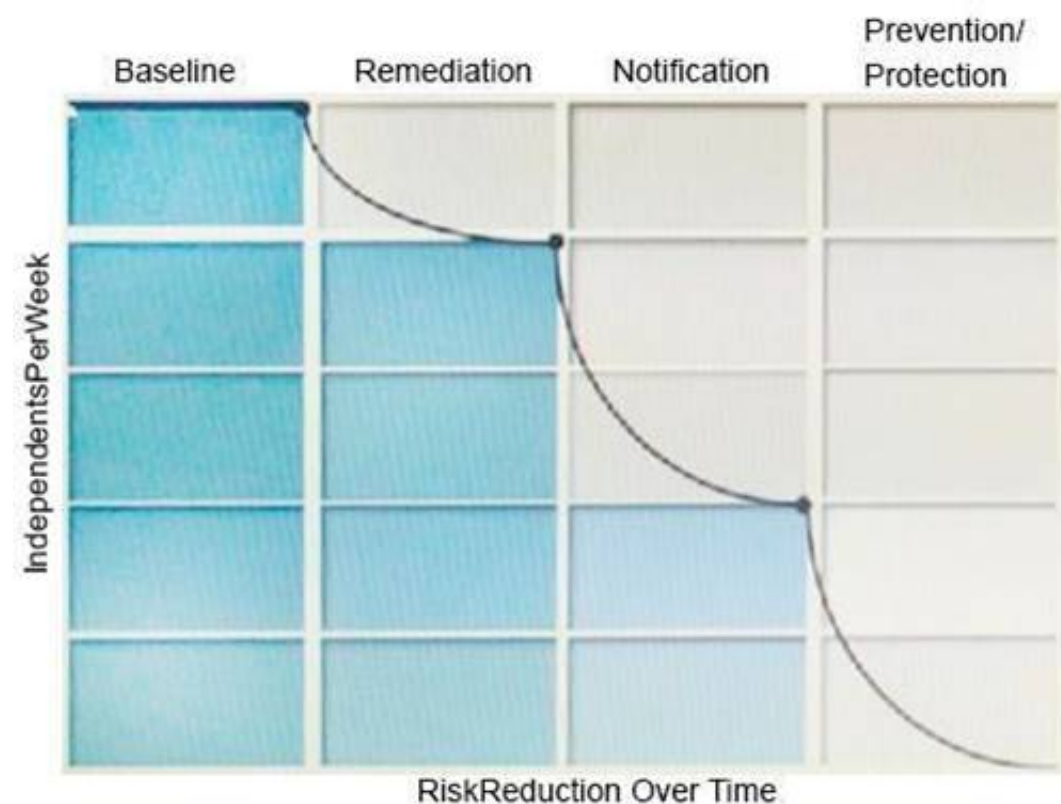 Prevention/
Protection
Baseline
Remediation
Notification
IndependentsPerWeek
RiskReduction Over Time